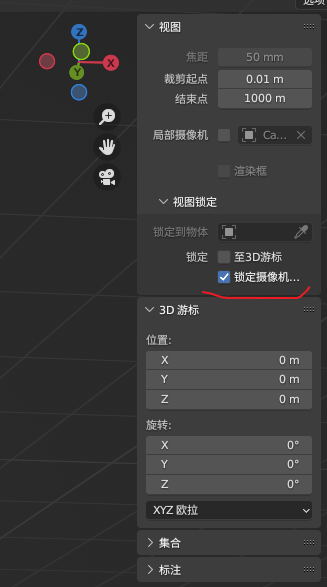 选项
视图
焦距 50 mm
裁剪起点 0.01 m
结束点 1000 m
局部摄像机 Ca...
渲染框
视图锁定
锁定到物体
锁定 至3D游标
锁定摄像机...
3D 游标
位置:
X 0 m
Y 0 m
Z 0 m
旋转:
X 0°
Y 0°
Z 0°
XYZ 欧拉
集合
标注
Z
X
Y